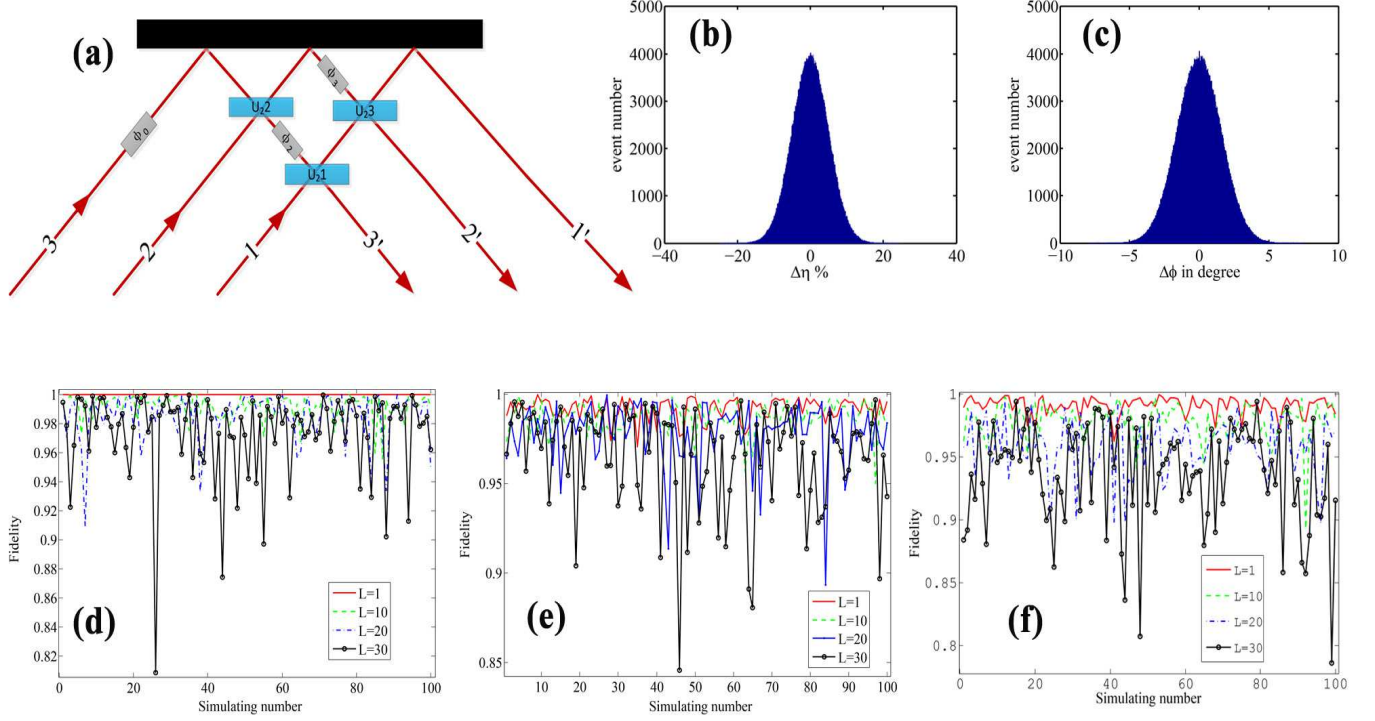 (a)
ϕ₃
U₂2
U₂3
ϕ₀
ϕ₂
U₂1
3
2
1
3'
2'
1'
(b)
5000
4000
3000
2000
1000
0
event number
−40
−20
0
20
40
Δη %
(c)
5000
4000
3000
2000
1000
0
event number
−10
−5
0
5
10
Δϕ in degree
1
0.98
0.96
0.94
0.92
0.9
0.88
0.86
0.84
0.82
Fidelity
(d)
L=1
L=10
L=20
L=30
0
20
40
60
80
100
Simulating number
1
0.95
0.9
0.85
Fidelity
(e)
L=1
L=10
L=20
L=30
10
20
30
40
50
60
70
80
90
100
Simulating number
1
0.95
0.9
0.85
0.8
Fidelity
(f)
L=1
L=10
L=20
L=30
0
20
40
60
80
100
Simulating number